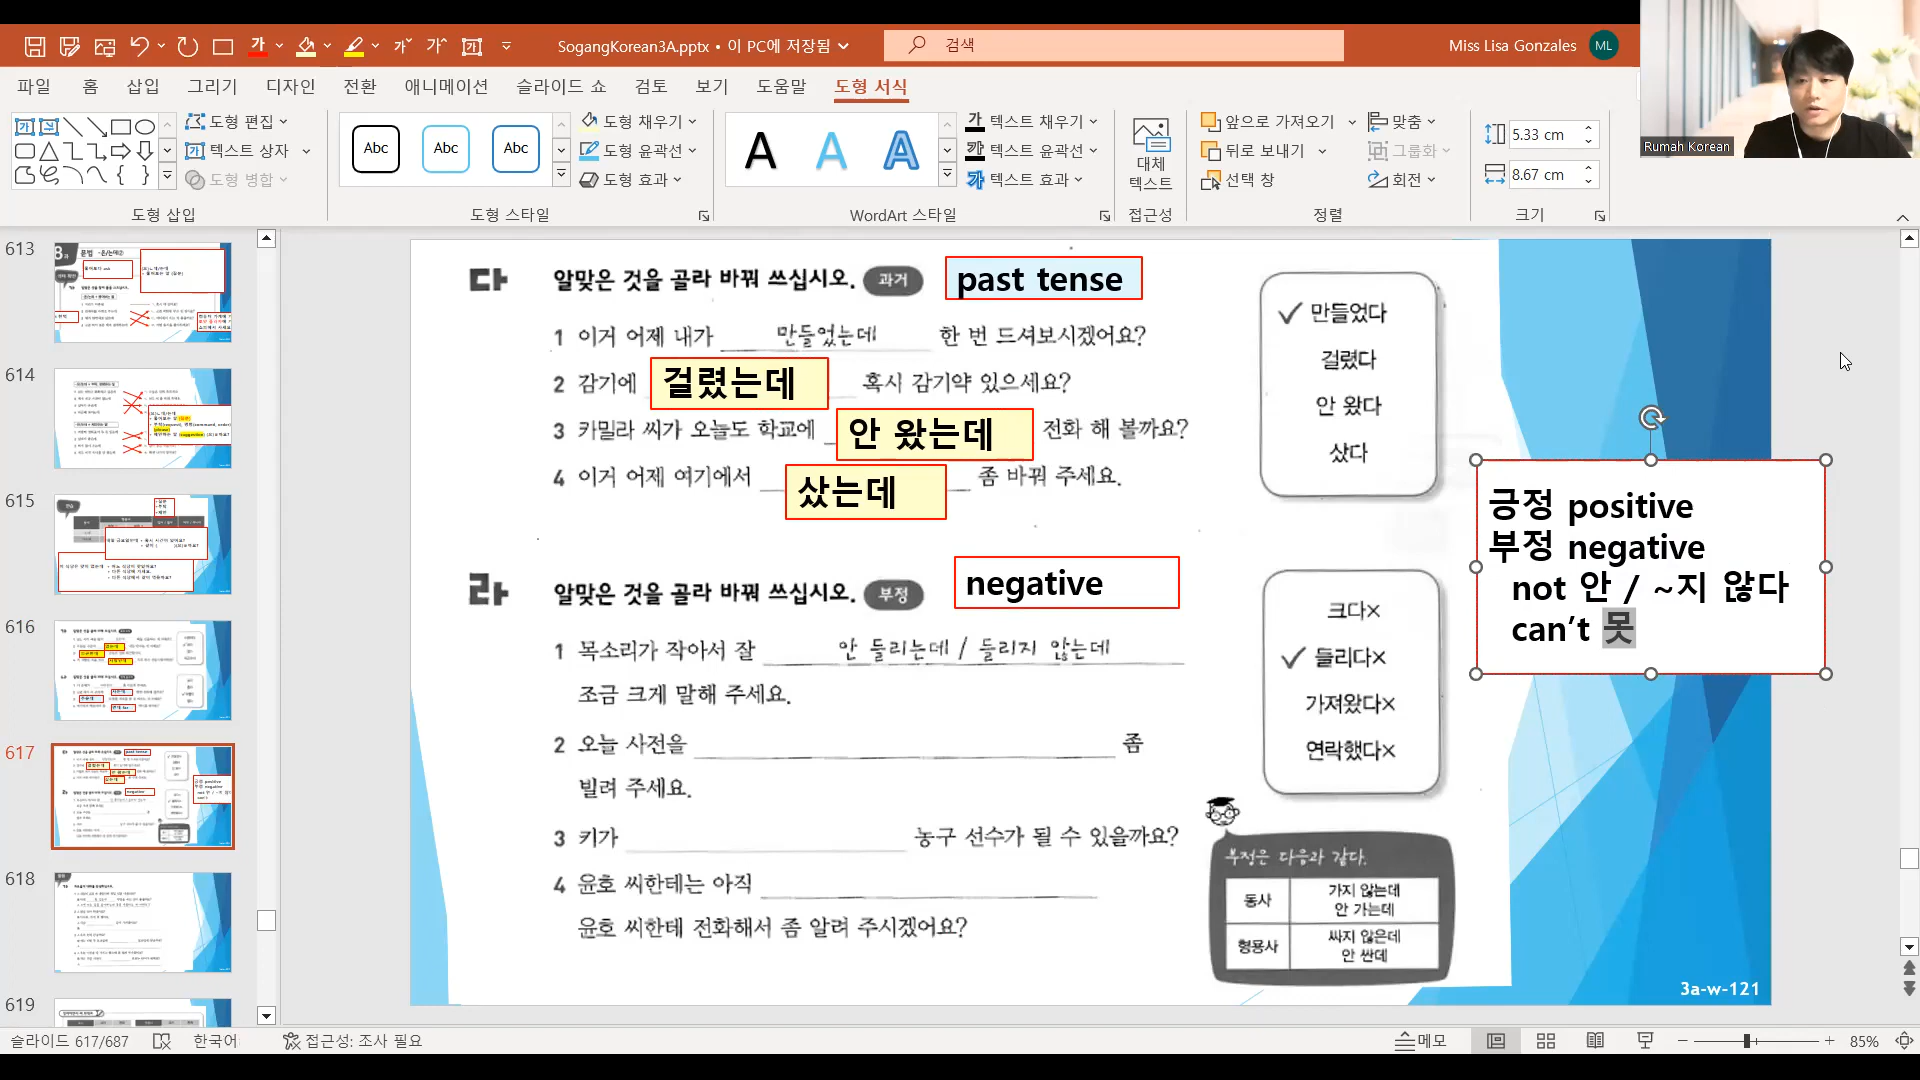 SogangKorean3A.pptx • 이 PC에 저장됨
검색
Miss Lisa Gonzales
ML
파일 홈 삽입 그리기 디자인 전환 애니메이션 슬라이드 쇼 검토 보기 도움말 도형 서식
도형 편집
텍스트 상자
도형 병합
도형 삽입
Abc Abc Abc
도형 채우기
도형 윤곽선
도형 효과
도형 스타일
A A A
텍스트 채우기
텍스트 윤곽선
텍스트 효과
WordArt 스타일
대체
텍스트
접근성
앞으로 가져오기
뒤로 보내기
선택 창
맞춤
그룹화
회전
정렬
5.33 cm
8.67 cm
크기
Rumah Korean
613
614
615
616
617
618
619
다 알맞은 것을 골라 바꿔 쓰십시오. 과거 past tense
1 이거 어제 내가 만들었는데 한 번 드셔보시겠어요?
2 감기에 걸렸는데 혹시 감기약 있으세요?
3 카밀라 씨가 오늘도 학교에 안 왔는데 전화 해 볼까요?
4 이거 어제 여기에서 샀는데 좀 바꿔 주세요.
✓ 만들었다
걸렸다
안 왔다
샀다
긍정 positive
부정 negative
not 안 / ~지 않다
can't 못
라 알맞은 것을 골라 바꿔 쓰십시오. 부정 negative
1 목소리가 작아서 잘 안 들리는데 / 들리지 않는데
조금 크게 말해 주세요.
2 오늘 사전을 좀
빌려 주세요.
3 키가 농구 선수가 될 수 있을까요?
4 윤호 씨한테는 아직
윤호 씨한테 전화해서 좀 알려 주시겠어요?
크다×
✓ 들리다×
가져왔다×
연락했다×
부정은 다음과 같다.
동사 가지 않는데
안 가는데
형용사 싸지 않은데
안 싼데
3a-w-121
슬라이드 617/687
한국어
접근성: 조사 필요
메모
85%